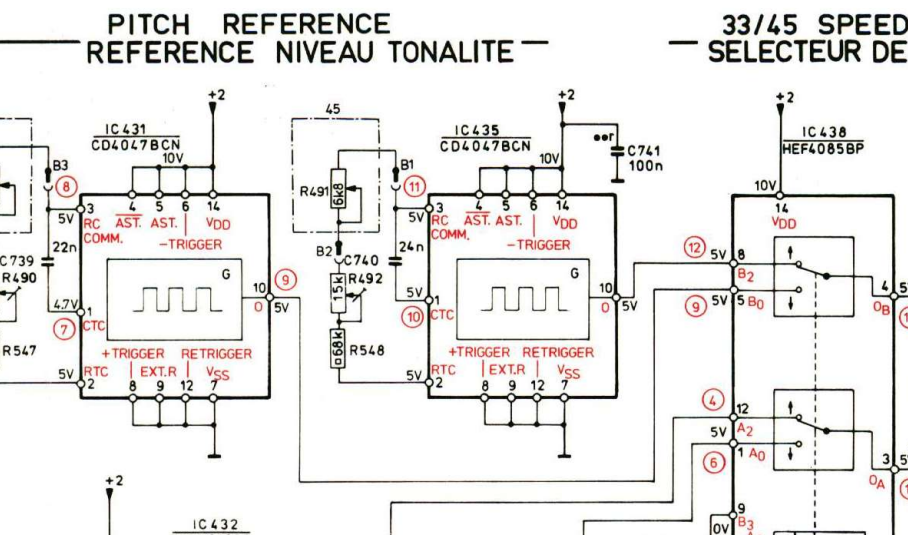 PITCH REFERENCE
REFERENCE NIVEAU TONALITE
33/45 SPEED
SELECTEUR DE
+2
IC431
CD4047BCN
10V
B3
8
5V
3
4
5
6
14
RC
COMM.
AST.
AST.
VDD
-TRIGGER
22n
C739
R490
4.7V
7
1
CTC
G
10
O
9
5V
+TRIGGER
RETRIGGER
EXT.R
VSS
R547
5V
RTC
2
8
9
12
7
45
R491
6k8
B2
C740
R492
15k
68k
R548
+2
IC435
CD4047BCN
10V
B1
11
C741
100n
5V
3
4
5
6
14
RC
COMM.
AST.
AST.
VDD
-TRIGGER
24n
5V
10
1
CTC
G
10
O
5V
+TRIGGER
RETRIGGER
EXT.R
VSS
5V
RTC
2
8
9
12
7
+2
IC438
HEF4085BP
10V
14
VDD
12
5V
8
B2
9
5V
5
B0
4
OB
4
12
5V
A2
6
1
A0
3
OA
9
0V
B3
+2
IC432